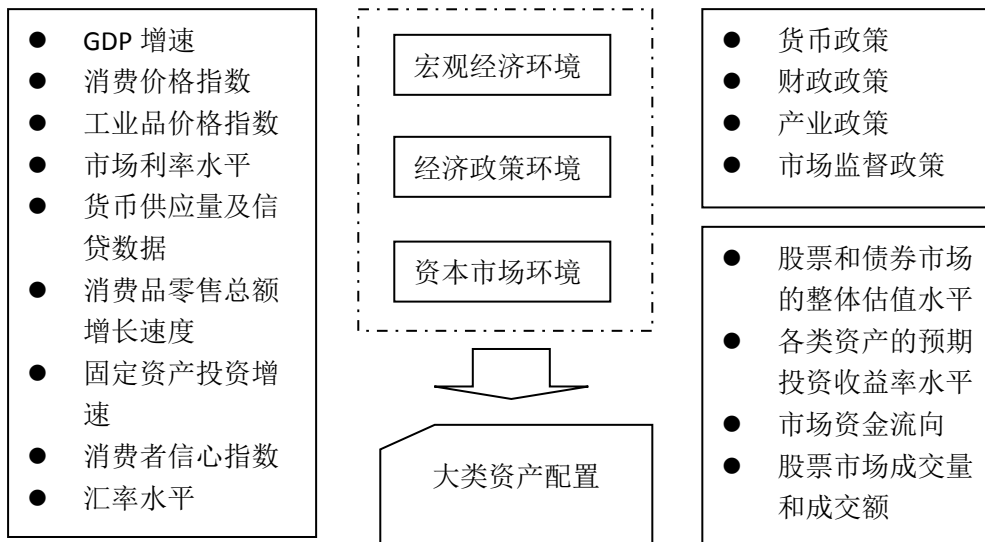 ● GDP 增速
● 消费价格指数
● 工业品价格指数
● 市场利率水平
● 货币供应量及信
贷数据
● 消费品零售总额
增长速度
● 固定资产投资增
速
● 消费者信心指数
● 汇率水平
宏观经济环境
经济政策环境
资本市场环境
大类资产配置
● 货币政策
● 财政政策
● 产业政策
● 市场监督政策
● 股票和债券市场
的整体估值水平
● 各类资产的预期
投资收益率水平
● 市场资金流向
● 股票市场成交量
和成交额